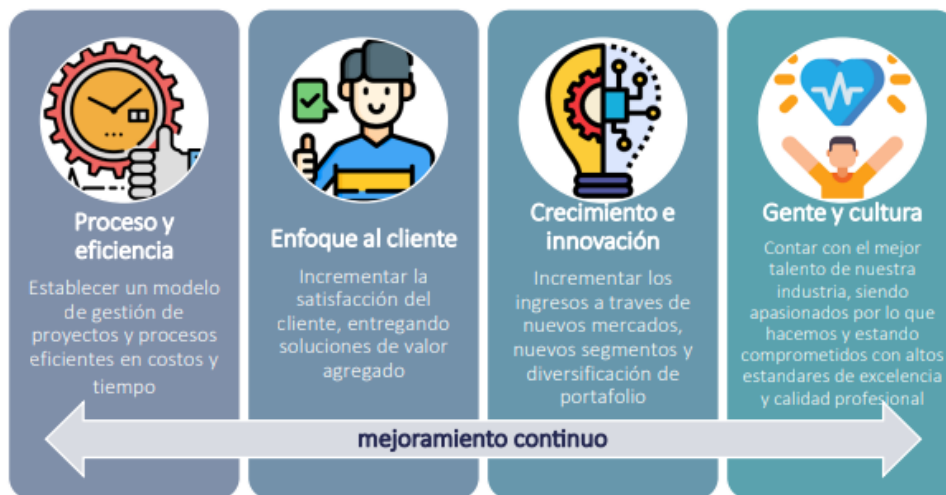 Proceso y
eficiencia
Establecer un modelo
de gestión de
proyectos y procesos
eficientes en costos y
tiempo
Enfoque al cliente
Incrementar la
satisfacción del
cliente, entregando
soluciones de valor
agregado
Crecimiento e
innovación
Incrementar los
ingresos a traves de
nuevos mercados,
nuevos segmentos y
diversificación de
portafolio
Gente y cultura
Contar con el mejor
talento de nuestra
industria, siendo
apasionados por lo que
hacemos y estando
comprometidos con altos
estandares de excelencia
y calidad profesional
mejoramiento continuo